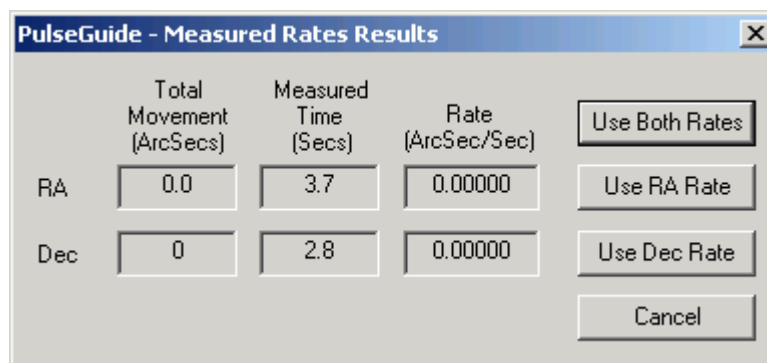 PulseGuide - Measured Rates Results
Total
Movement
(ArcSecs)
Measured
Time
(Secs)
Rate
(ArcSec/Sec)
Use Both Rates
RA
0.0
3.7
0.00000
Use RA Rate
Dec
0
2.8
0.00000
Use Dec Rate
Cancel